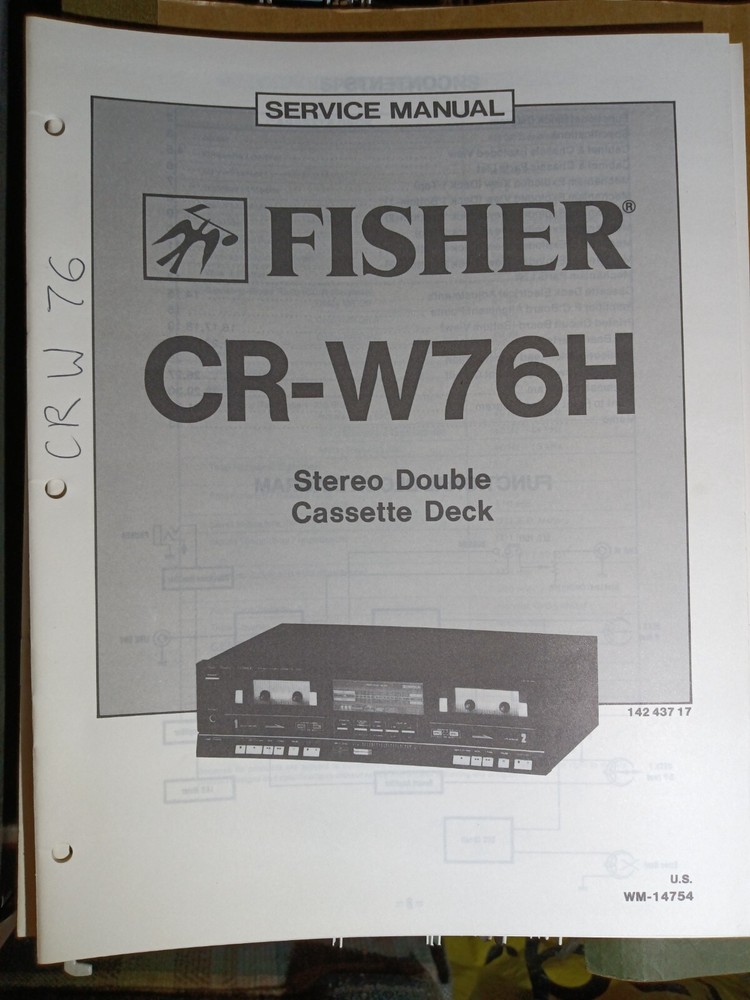 SERVICE MANUAL
FISHER®
CR-W76H
Stereo Double
Cassette Deck
CR W 76
142 437 17
U.S.
WM-14754